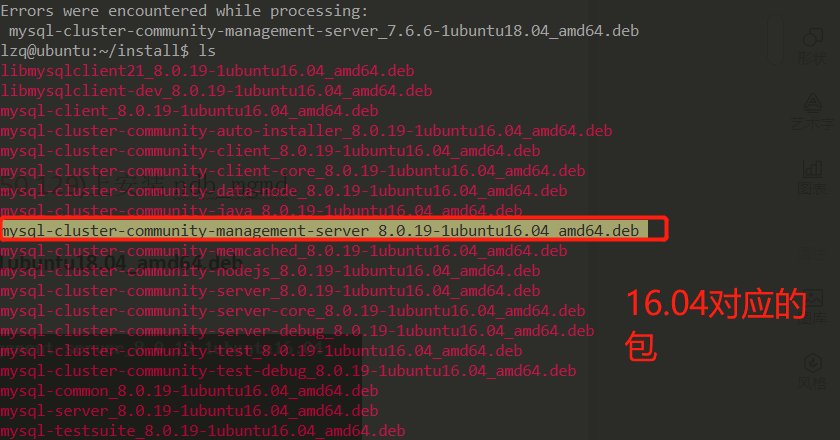 Errors were encountered while processing:
mysql-cluster-community-management-server_7.6.6-1ubuntu18.04_amd64.deb
lzq@ubuntu:~/install$ ls
libmysqlclient21_8.0.19-1ubuntu16.04_amd64.deb
libmysqlclient-dev_8.0.19-1ubuntu16.04_amd64.deb
mysql-client_8.0.19-1ubuntu16.04_amd64.deb
mysql-cluster-community-auto-installer_8.0.19-1ubuntu16.04_amd64.deb
mysql-cluster-community-client_8.0.19-1ubuntu16.04_amd64.deb
mysql-cluster-community-client-core_8.0.19-1ubuntu16.04_amd64.deb
mysql-cluster-community-data-node_8.0.19-1ubuntu16.04_amd64.deb
mysql-cluster-community-java_8.0.19-1ubuntu16.04_amd64.deb
mysql-cluster-community-management-server_8.0.19-1ubuntu16.04_amd64.deb
mysql-cluster-community-memcached_8.0.19-1ubuntu16.04_amd64.deb
mysql-cluster-community-nodejs_8.0.19-1ubuntu16.04_amd64.deb
mysql-cluster-community-server_8.0.19-1ubuntu16.04_amd64.deb
mysql-cluster-community-server-core_8.0.19-1ubuntu16.04_amd64.deb
mysql-cluster-community-server-debug_8.0.19-1ubuntu16.04_amd64.deb
mysql-cluster-community-test_8.0.19-1ubuntu16.04_amd64.deb
mysql-cluster-community-test-debug_8.0.19-1ubuntu16.04_amd64.deb
mysql-common_8.0.19-1ubuntu16.04_amd64.deb
mysql-server_8.0.19-1ubuntu16.04_amd64.deb
mysql-testsuite_8.0.19-1ubuntu16.04_amd64.deb
16.04对应的
包
形状
艺术字
图表
图库